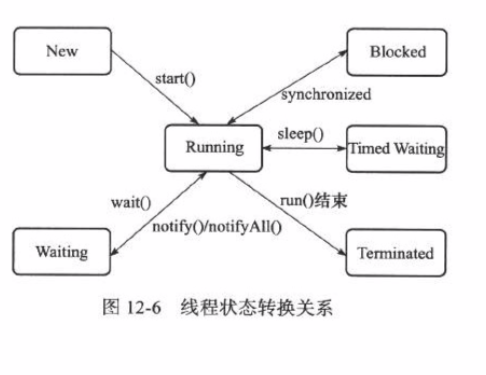 New
Blocked
start()
synchronized
Running
sleep()
Timed Waiting
wait()
run()结束
notify()/notifyAll()
Waiting
Terminated
图 12-6 线程状态转换关系